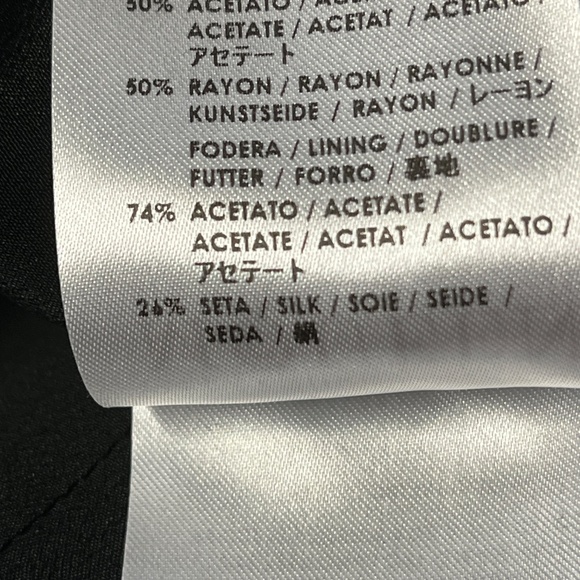 50% ACETATO /
ACETATE / ACETAT / ACETATO /
アセテート
50% RAYON / RAYON / RAYONNE /
KUNSTSEIDE / RAYON / レーヨン
FODERA / LINING / DOUBLURE /
FUTTER / FORRO / 裏地
74% ACETATO / ACETATE /
ACETATE / ACETAT / ACETATO /
アセテート
26% SETA / SILK / SOIE / SEIDE /
SEDA / 絹